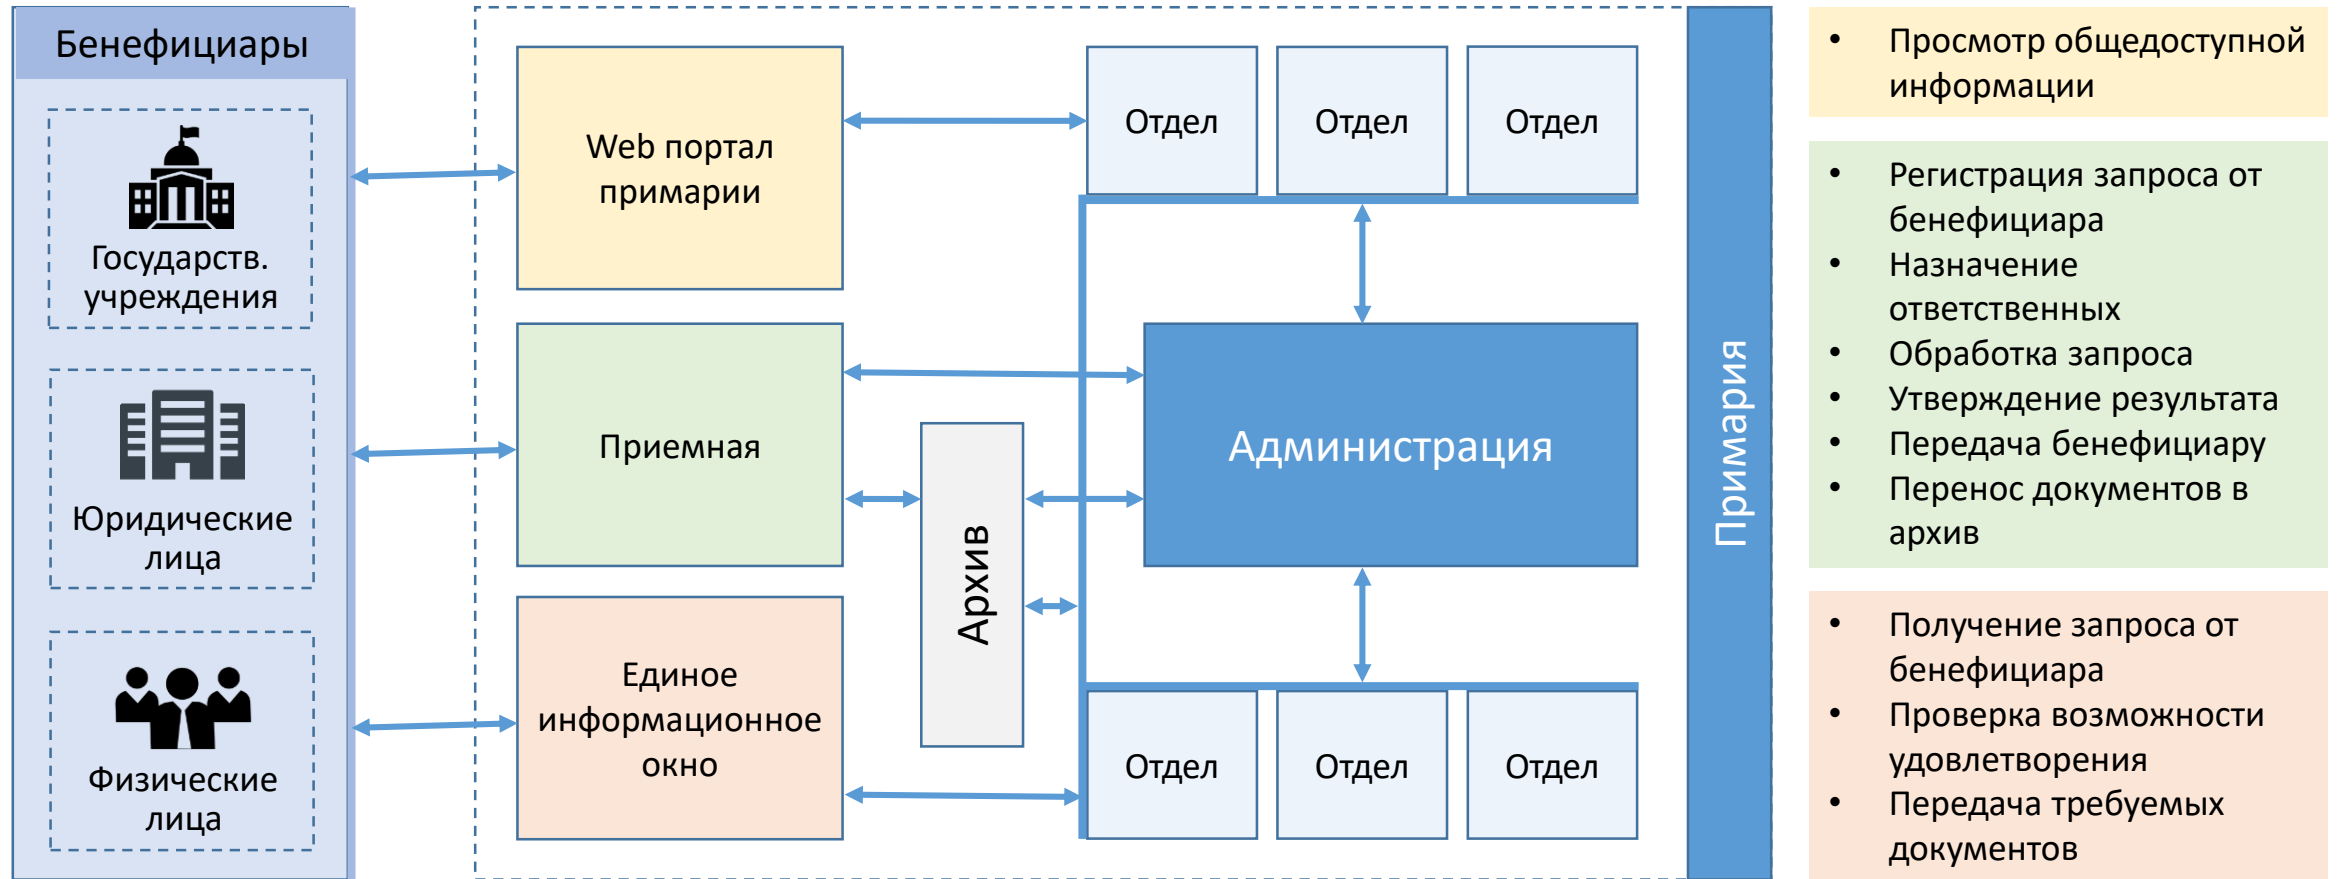 Бенефициары
Государств.
учреждения
Юридические
лица
Физические
лица
Web портал
примарии
Приемная
Единое
информационное
окно
Архив
Отдел
Отдел
Отдел
Администрация
Отдел
Отдел
Отдел
Примария
• Просмотр общедоступной
информации
• Регистрация запроса от
бенефициара
• Назначение
ответственных
• Обработка запроса
• Утверждение результата
• Передача бенефициару
• Перенос документов в
архив
• Получение запроса от
бенефициара
• Проверка возможности
удовлетворения
• Передача требуемых
документов